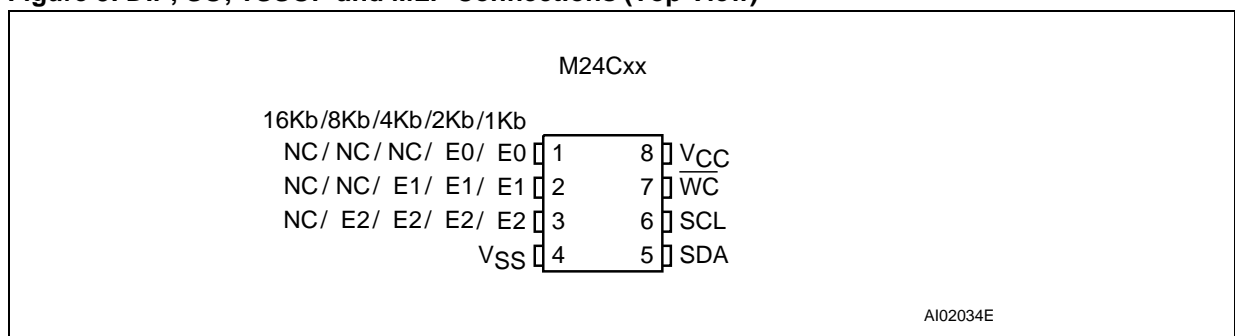 M24Cxx
16Kb/8Kb/4Kb/2Kb/1Kb
NC/ NC/ NC/ E0/ E0 1 8 VCC
NC/ NC/ E1/ E1/ E1 2 7 W̅C̅
NC/ E2/ E2/ E2/ E2 3 6 SCL
VSS 4 5 SDA
AI02034E